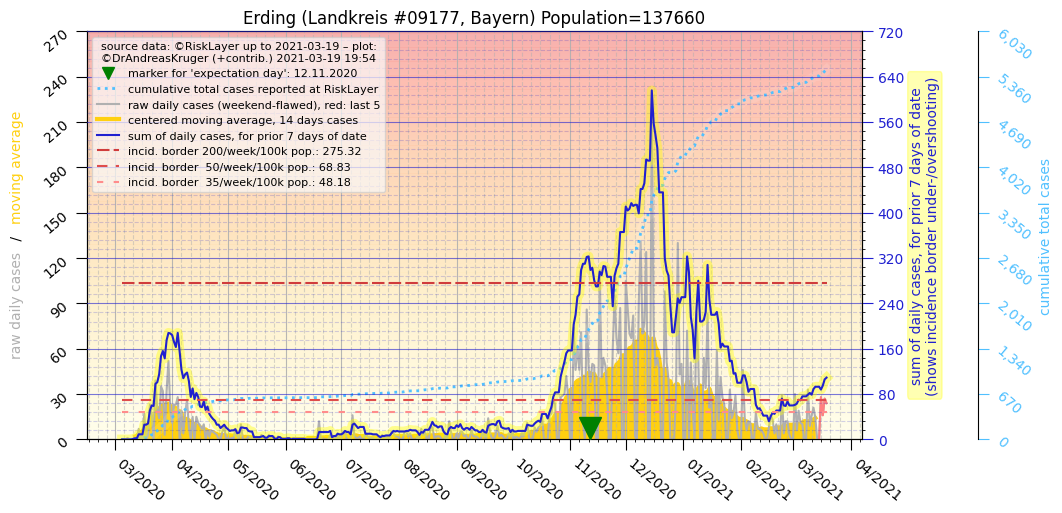 Erding (Landkreis #09177, Bayern) Population=137660
source data: ©RiskLayer up to 2021-03-19 – plot:
©DrAndreasKruger (+contrib.) 2021-03-19 19:54
marker for 'expectation day': 12.11.2020
cumulative total cases reported at RiskLayer
raw daily cases (weekend-flawed), red: last 5
centered moving average, 14 days cases
sum of daily cases, for prior 7 days of date
incid. border 200/week/100k pop.: 275.32
incid. border  50/week/100k pop.: 68.83
incid. border  35/week/100k pop.: 48.18
raw daily cases / moving average
270
240
210
180
150
120
90
60
30
0
720
640
560
480
400
320
240
160
80
0
sum of daily cases, for prior 7 days of date
(shows incidence border under-/overshooting)
6,030
5,360
4,690
4,020
3,350
2,680
2,010
1,340
670
0
cumulative total cases
03/2020
04/2020
05/2020
06/2020
07/2020
08/2020
09/2020
10/2020
11/2020
12/2020
01/2021
02/2021
03/2021
04/2021